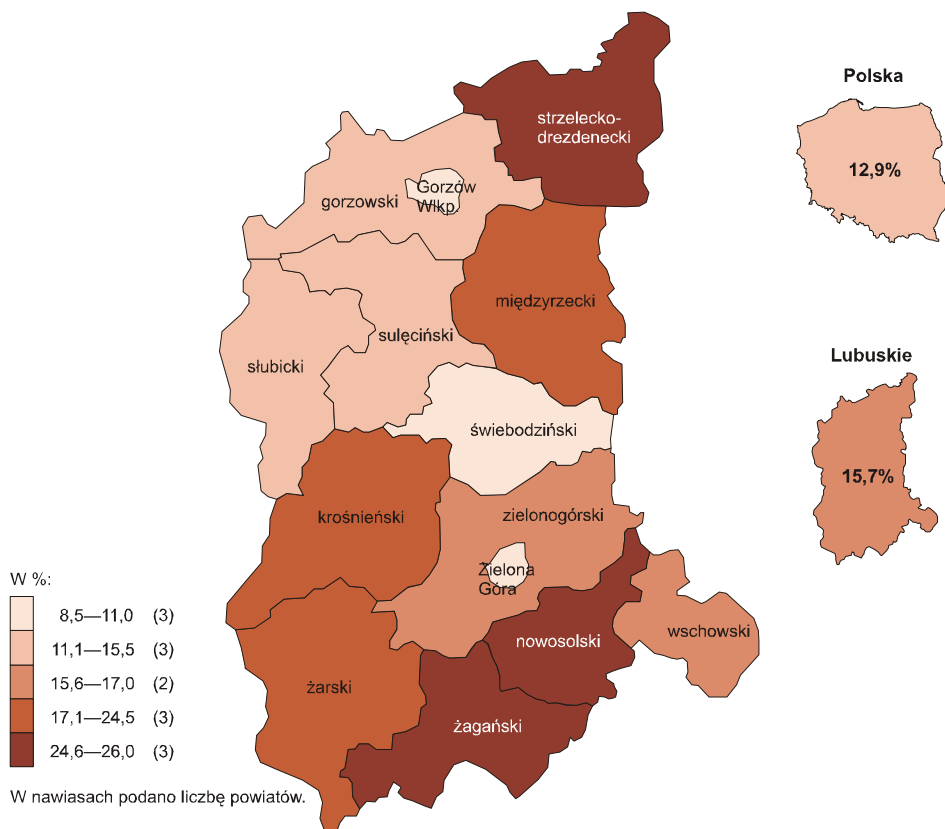 Polska
12,9%
strzelecko-
drezdenecki
gorzowski
Gorzów
Wlkp.
międzyrzecki
sulęciński
słubicki
Lubuskie
15,7%
świebodziński
krośnieński
zielonogórski
Zielona
Góra
nowosolski
wschowski
żarski
żagański
W %:
8,5—11,0 (3)
11,1—15,5 (3)
15,6—17,0 (2)
17,1—24,5 (3)
24,6—26,0 (3)
W nawiasach podano liczbę powiatów.